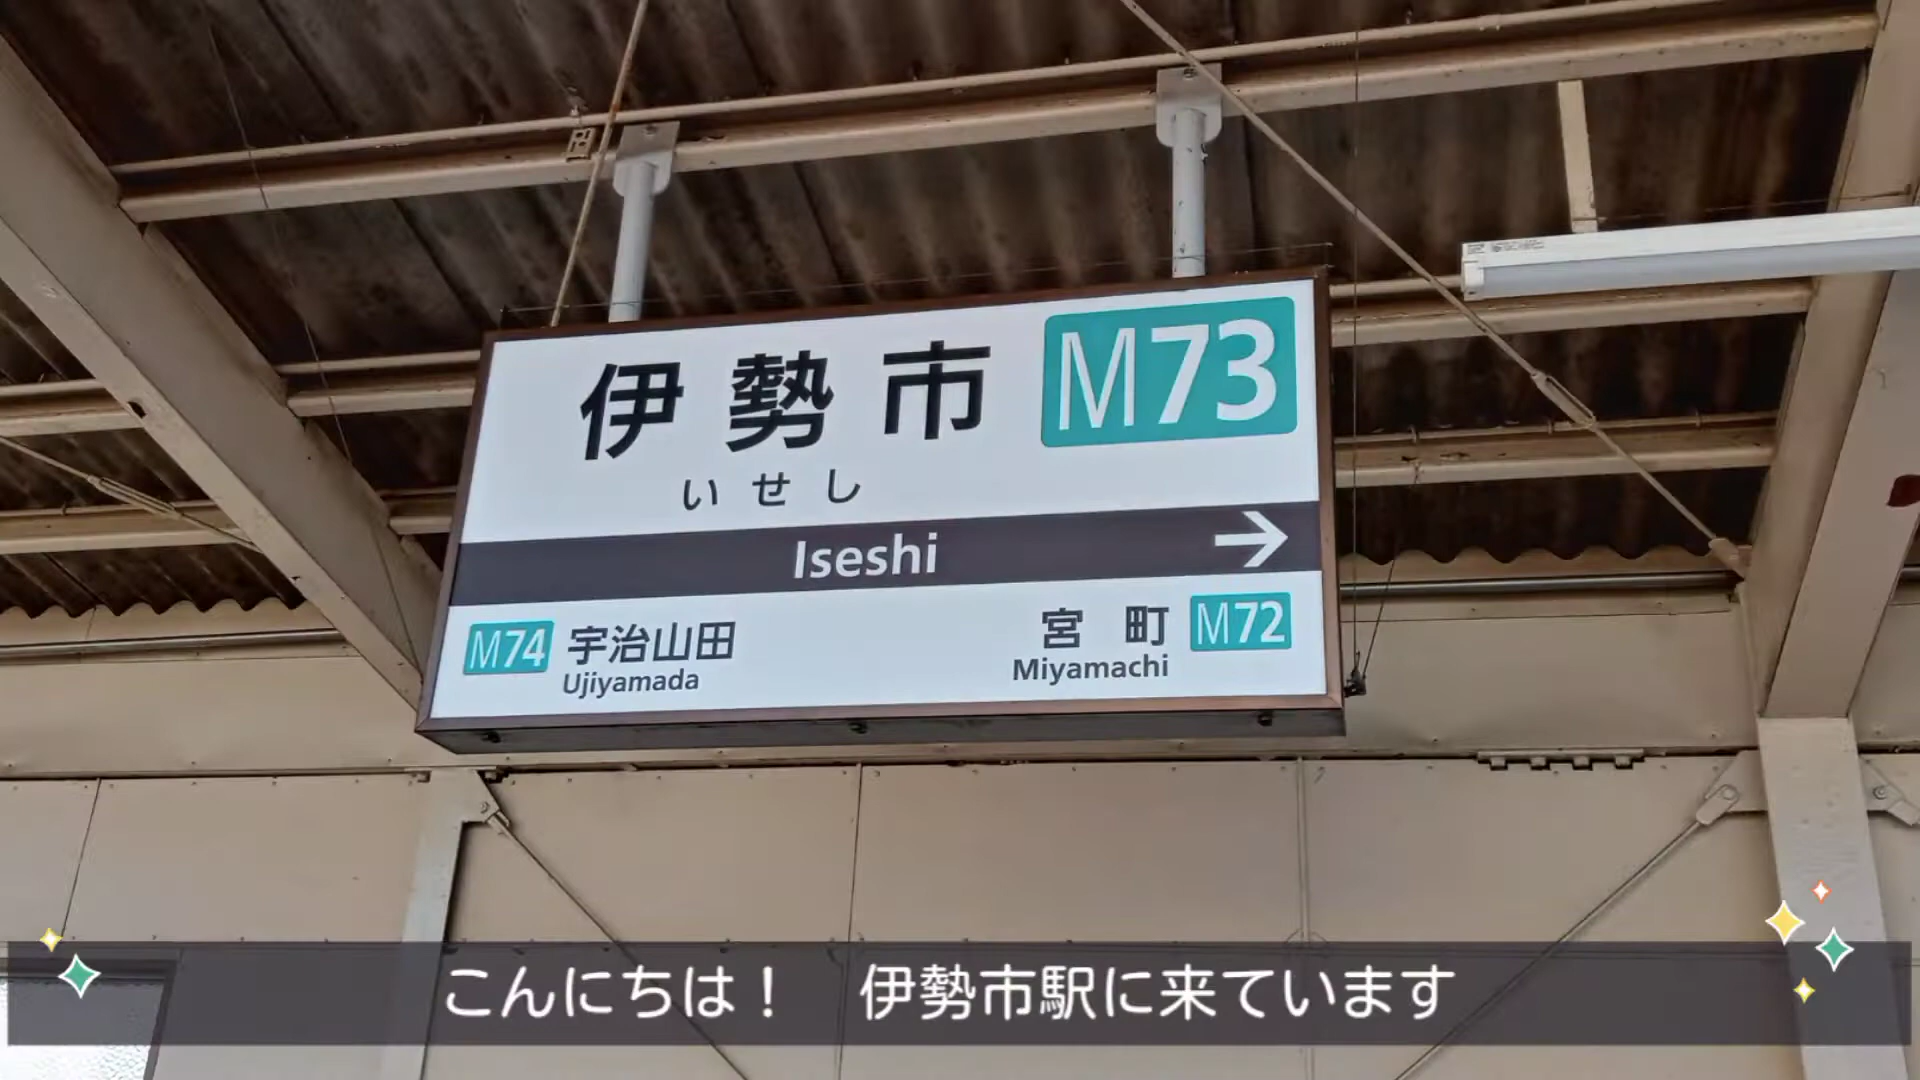 伊勢市 M73
いせし
Iseshi →
M74 宇治山田 宮町 M72
Ujiyamada Miyamachi
こんにちは！ 伊勢市駅に来ています